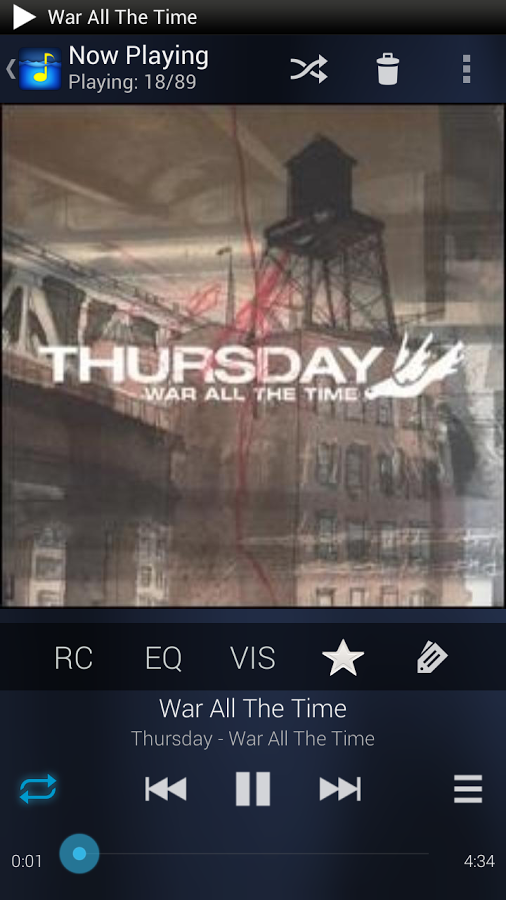 War All The Time
Now Playing
Playing: 18/89
THURSDAY
WAR ALL THE TIME
RC EQ VIS
War All The Time
Thursday - War All The Time
0:01 4:34